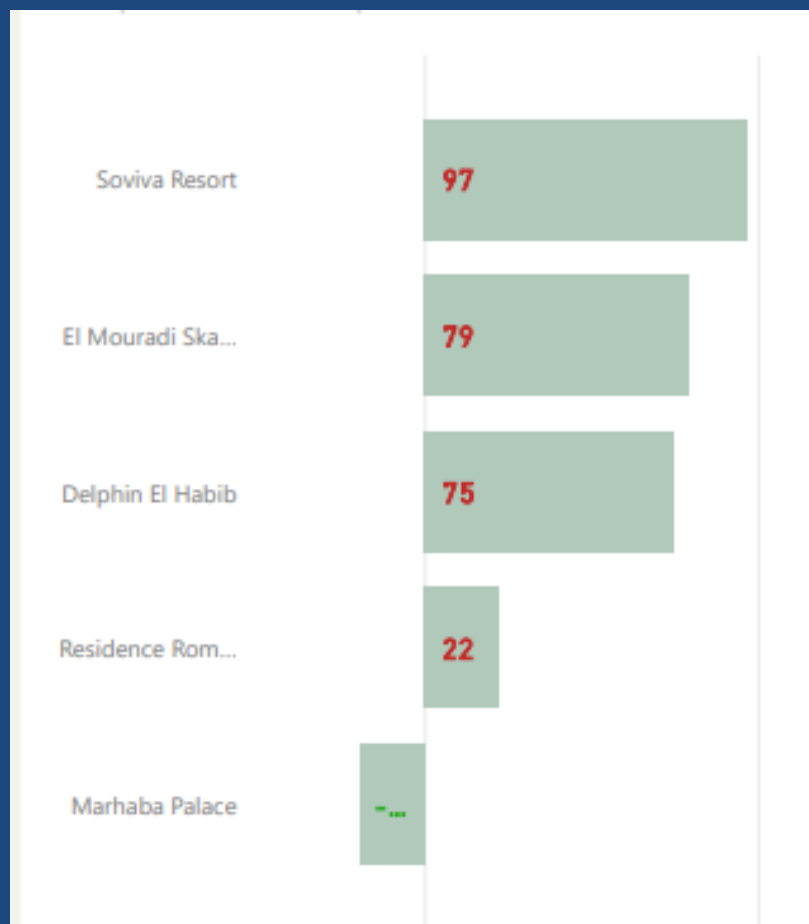 Soviva Resort
97
El Mouradi Ska...
79
Delphin El Habib
75
Residence Rom...
22
Marhaba Palace
-...